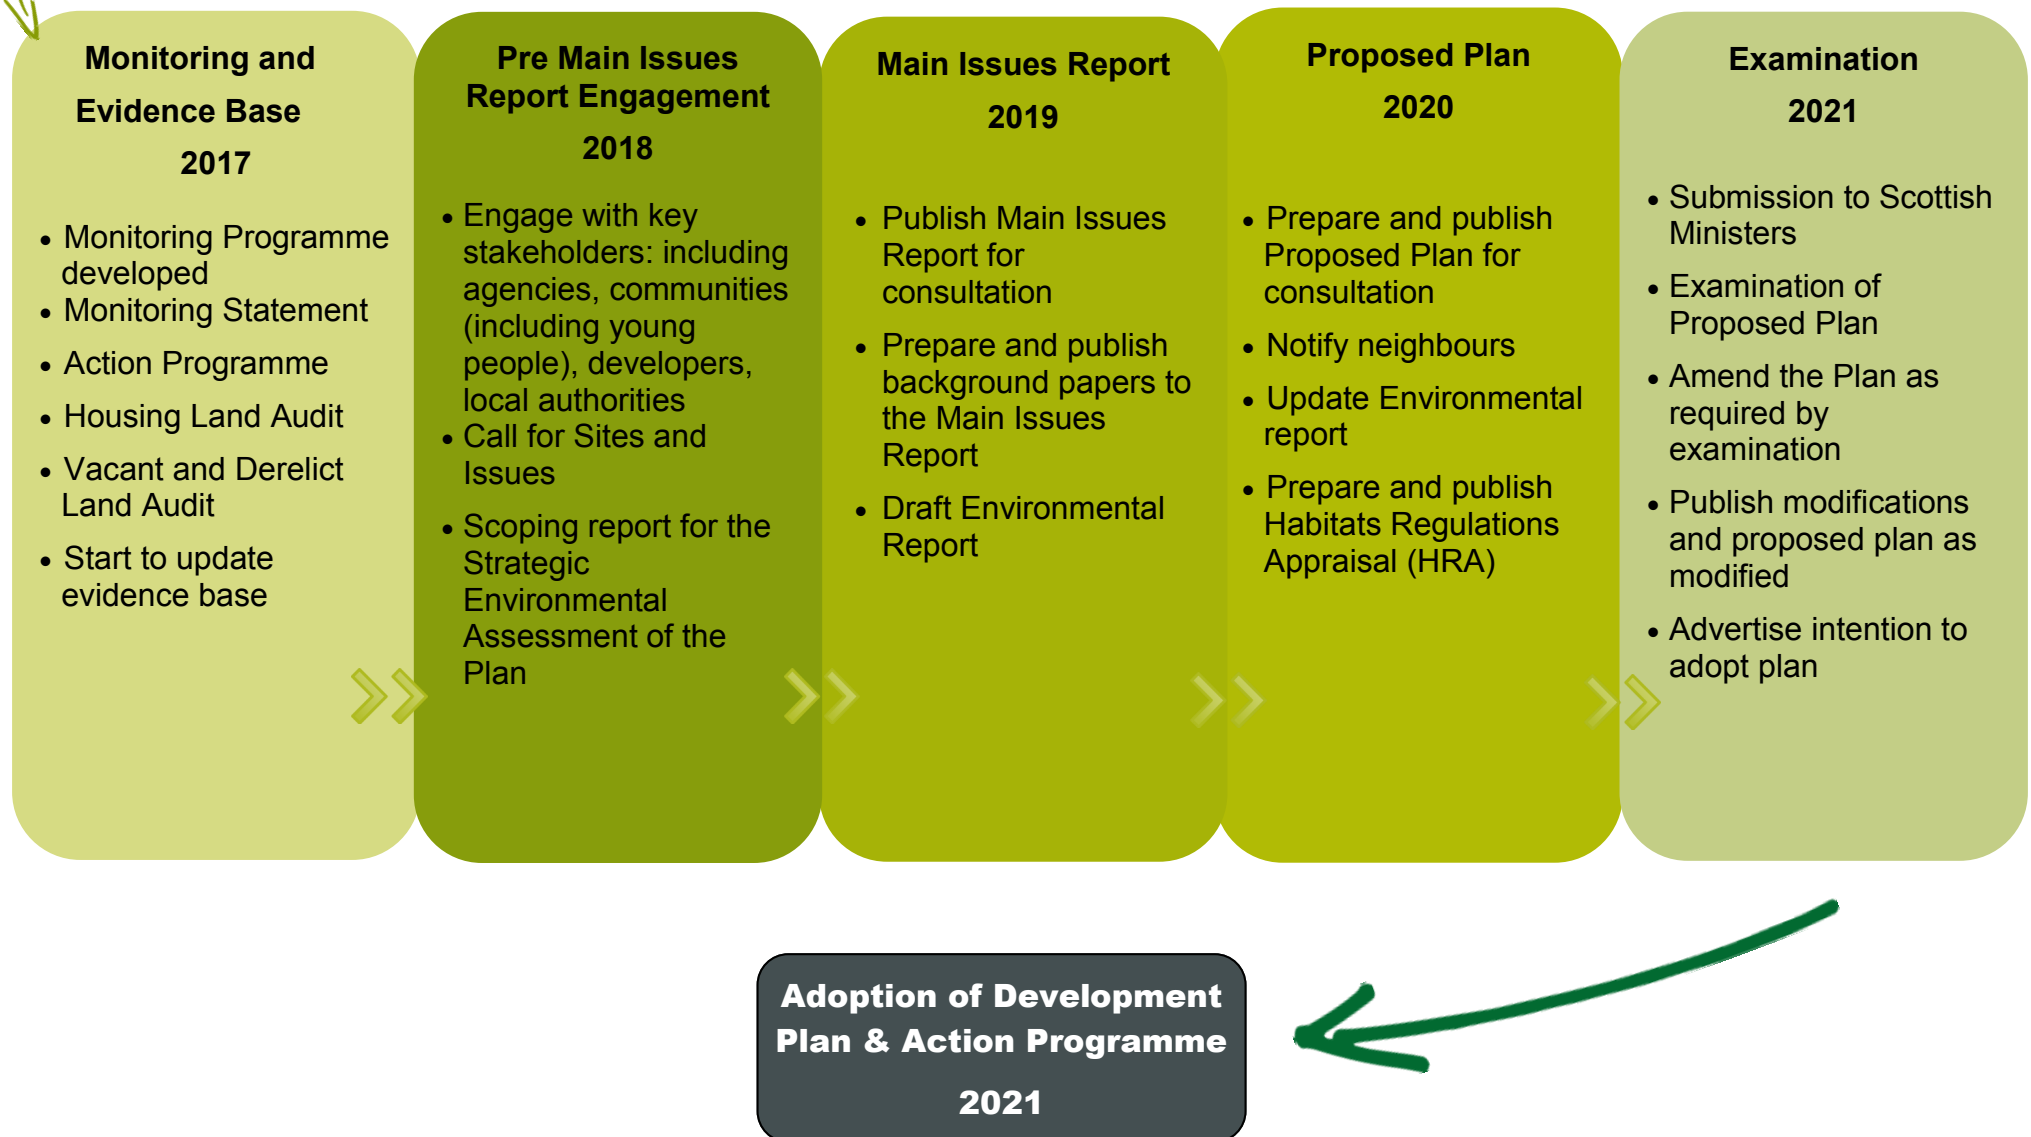 Monitoring and
Evidence Base
2017
• Monitoring Programme
developed
• Monitoring Statement
• Action Programme
• Housing Land Audit
• Vacant and Derelict
Land Audit
• Start to update
evidence base
Pre Main Issues
Report Engagement
2018
• Engage with key
stakeholders: including
agencies, communities
(including young
people), developers,
local authorities
• Call for Sites and
Issues
• Scoping report for the
Strategic
Environmental
Assessment of the
Plan
Main Issues Report
2019
• Publish Main Issues
Report for
consultation
• Prepare and publish
background papers to
the Main Issues
Report
• Draft Environmental
Report
Proposed Plan
2020
• Prepare and publish
Proposed Plan for
consultation
• Notify neighbours
• Update Environmental
report
• Prepare and publish
Habitats Regulations
Appraisal (HRA)
Examination
2021
• Submission to Scottish
Ministers
• Examination of
Proposed Plan
• Amend the Plan as
required by
examination
• Publish modifications
and proposed plan as
modified
• Advertise intention to
adopt plan
Adoption of Development
Plan & Action Programme
2021